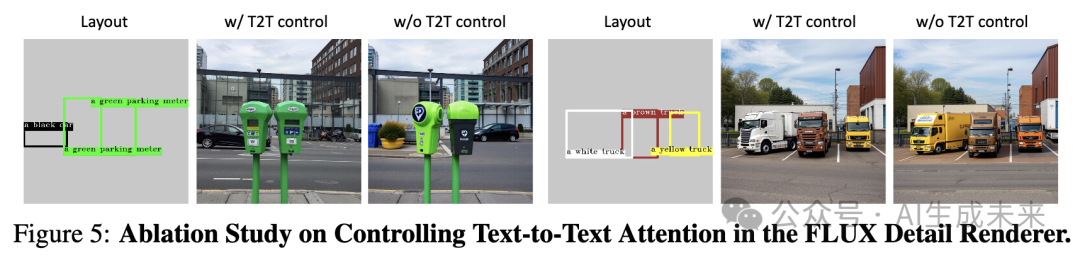 Layout w/ T2T control w/o T2T control Layout w/ T2T control w/o T2T control
a green parking meter
a black car
a green parking meter
a brown truck
a white truck
a yellow truck
公众号 · AI生成未来
Figure 5: Ablation Study on Controlling Text-to-Text Attention in the FLUX Detail Renderer.